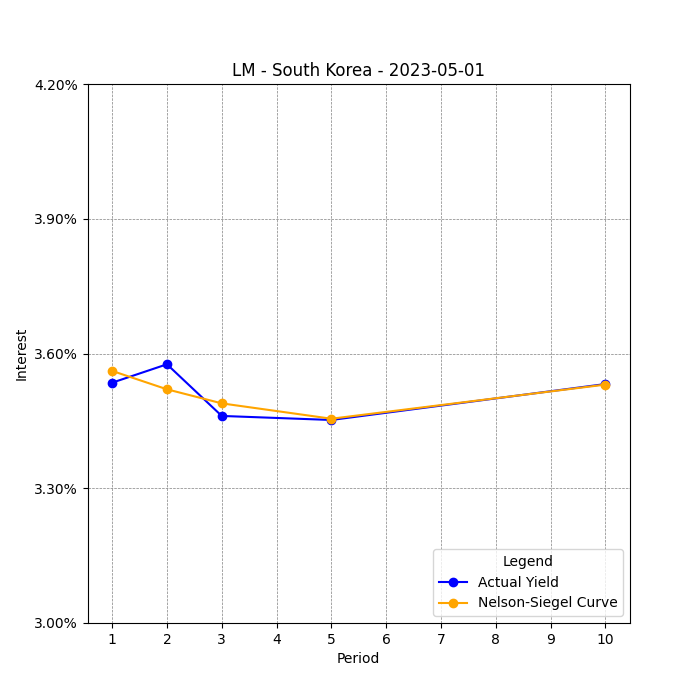 LM - South Korea - 2023-05-01
4.20%
3.90%
3.60%
3.30%
3.00%
Interest
1 2 3 4 5 6 7 8 9 10
Period
Legend
Actual Yield
Nelson-Siegel Curve